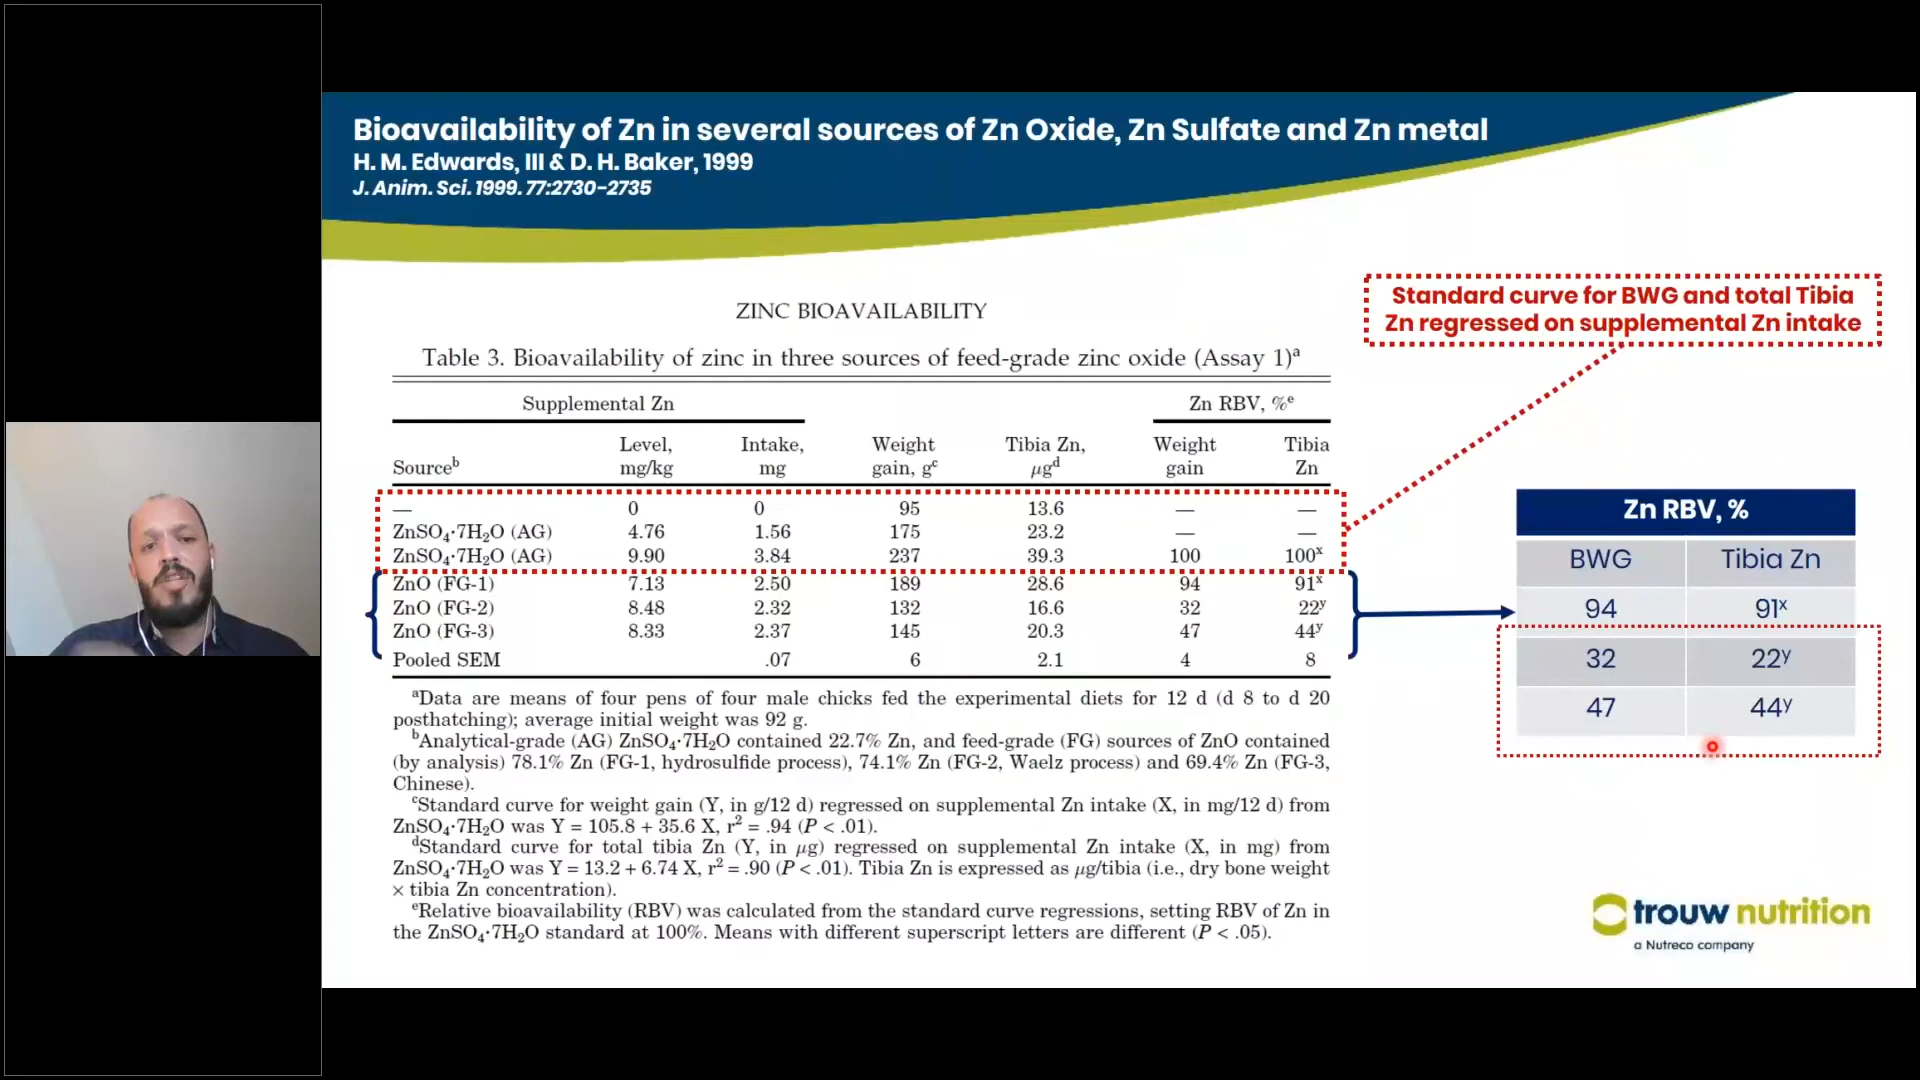 Bioavailability of Zn in several sources of Zn Oxide, Zn Sulfate and Zn metal
H. M. Edwards, III & D. H. Baker, 1999
J. Anim. Sci. 1999. 77:2730-2735
Standard curve for BWG and total Tibia
Zn regressed on supplemental Zn intake
ZINC BIOAVAILABILITY
Table 3. Bioavailability of zinc in three sources of feed-grade zinc oxide (Assay 1)ᵃ
Supplemental Zn Zn RBV, %ᵉ
Level, Intake, Weight Tibia Zn, Weight Tibia
Sourceᵇ mg/kg mg gain, gᶜ μgᵈ gain Zn
— 0 0 95 13.6 — —
ZnSO₄·7H₂O (AG) 4.76 1.56 175 23.2 — —
ZnSO₄·7H₂O (AG) 9.90 3.84 237 39.3 100 100ˣ
ZnO (FG-1) 7.13 2.50 189 28.6 94 91ˣ
ZnO (FG-2) 8.48 2.32 132 16.6 32 22ʸ
ZnO (FG-3) 8.33 2.37 145 20.3 47 44ʸ
Pooled SEM .07 6 2.1 4 8
ᵃData are means of four pens of four male chicks fed the experimental diets for 12 d (d 8 to d 20
posthatching); average initial weight was 92 g.
ᵇAnalytical-grade (AG) ZnSO₄·7H₂O contained 22.7% Zn, and feed-grade (FG) sources of ZnO contained
(by analysis) 78.1% Zn (FG-1, hydrosulfide process), 74.1% Zn (FG-2, Waelz process) and 69.4% Zn (FG-3,
Chinese).
ᶜStandard curve for weight gain (Y, in g/12 d) regressed on supplemental Zn intake (X, in mg/12 d) from
ZnSO₄·7H₂O was Y = 105.8 + 35.6 X, r² = .94 (P < .01).
ᵈStandard curve for total tibia Zn (Y, in μg) regressed on supplemental Zn intake (X, in mg) from
ZnSO₄·7H₂O was Y = 13.2 + 6.74 X, r² = .90 (P < .01). Tibia Zn is expressed as μg/tibia (i.e., dry bone weight
× tibia Zn concentration).
ᵉRelative bioavailability (RBV) was calculated from the standard curve regressions, setting RBV of Zn in
the ZnSO₄·7H₂O standard at 100%. Means with different superscript letters are different (P < .05).
Zn RBV, %
BWG Tibia Zn
94 91ˣ
32 22ʸ
47 44ʸ
trouw nutrition
a Nutreco company